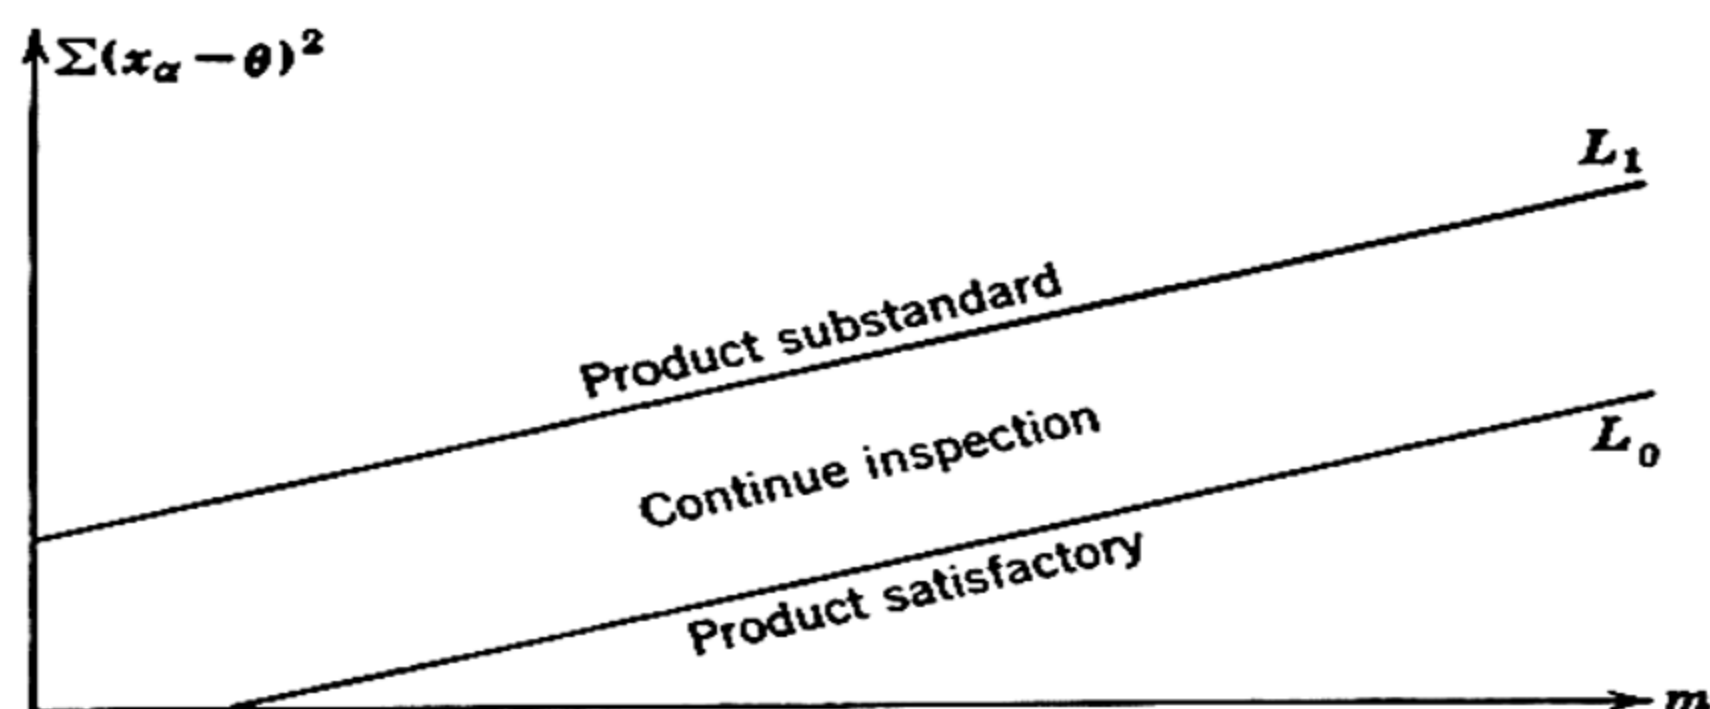 Σ(xα − θ)²
L₁
Product substandard
Continue inspection
L₀
Product satisfactory
m